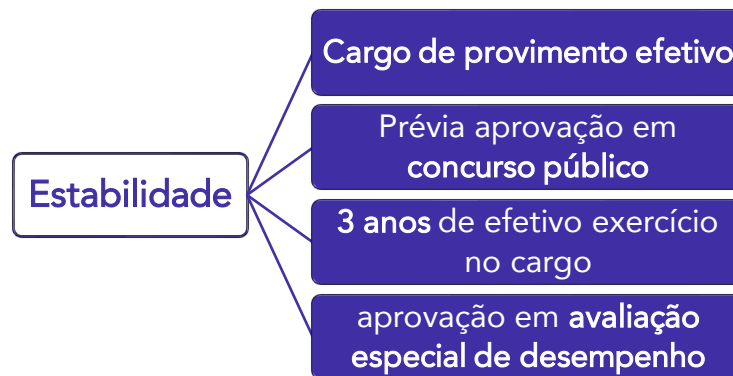 Cargo de provimento efetivo
Prévia aprovação em
concurso público
Estabilidade
3 anos de efetivo exercício
no cargo
aprovação em avaliação
especial de desempenho